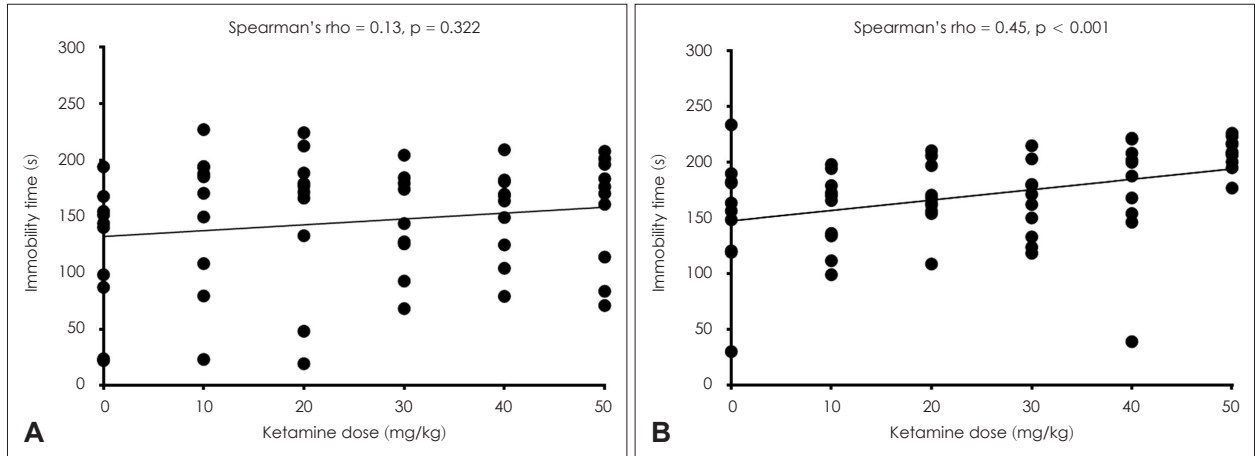 Spearman’s rho = 0.13, p = 0.322
300
250
200
150
100
50
0
Immobility time (s)
0 10 20 30 40 50
Ketamine dose (mg/kg)
A
Spearman’s rho = 0.45, p < 0.001
300
250
200
150
100
50
0
Immobility time (s)
0 10 20 30 40 50
Ketamine dose (mg/kg)
B